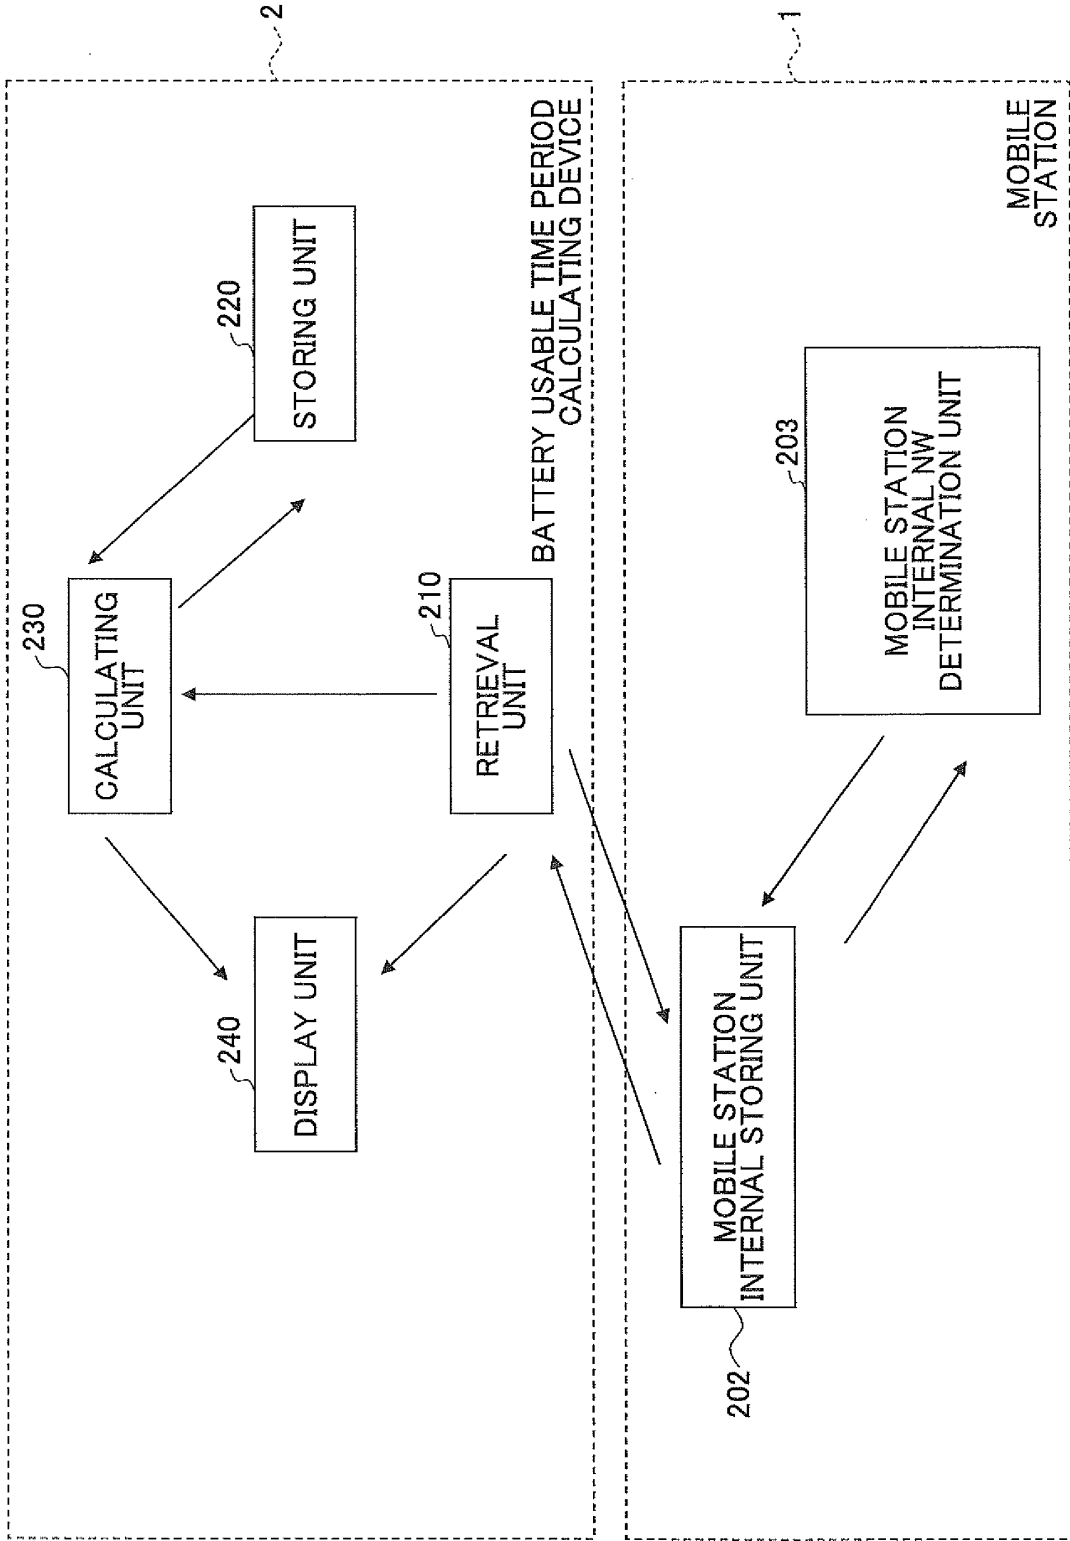 2
230
CALCULATING
UNIT
220
STORING UNIT
240
DISPLAY UNIT
210
RETRIEVAL
UNIT
BATTERY USABLE TIME PERIOD
CALCULATING DEVICE
1
202
MOBILE STATION
INTERNAL STORING UNIT
203
MOBILE STATION
INTERNAL NW
DETERMINATION UNIT
MOBILE
STATION